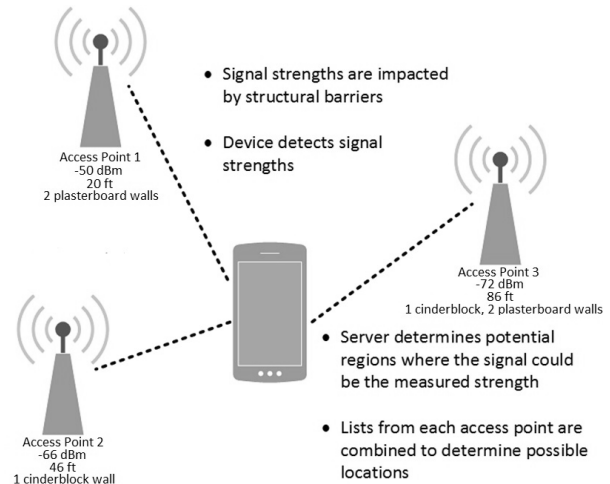 • Signal strengths are impacted
by structural barriers
• Device detects signal
strengths
Access Point 1
-50 dBm
20 ft
2 plasterboard walls
Access Point 3
-72 dBm
86 ft
1 cinderblock, 2 plasterboard walls
• Server determines potential
regions where the signal could
be the measured strength
• Lists from each access point are
combined to determine possible
locations
Access Point 2
-66 dBm
46 ft
1 cinderblock wall